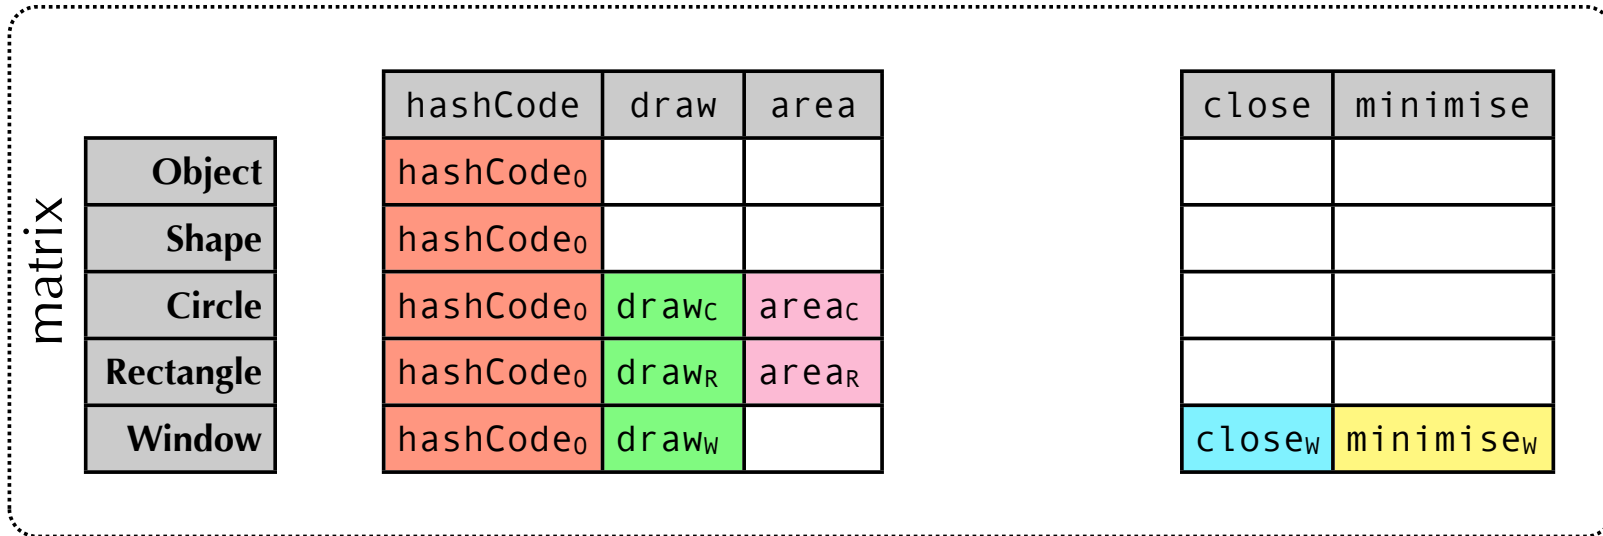 matrix
hashCode draw area close minimise
Object hashCodeO
Shape hashCodeO
Circle hashCodeO drawC areaC
Rectangle hashCodeO drawR areaR
Window hashCodeO drawW closeW minimiseW